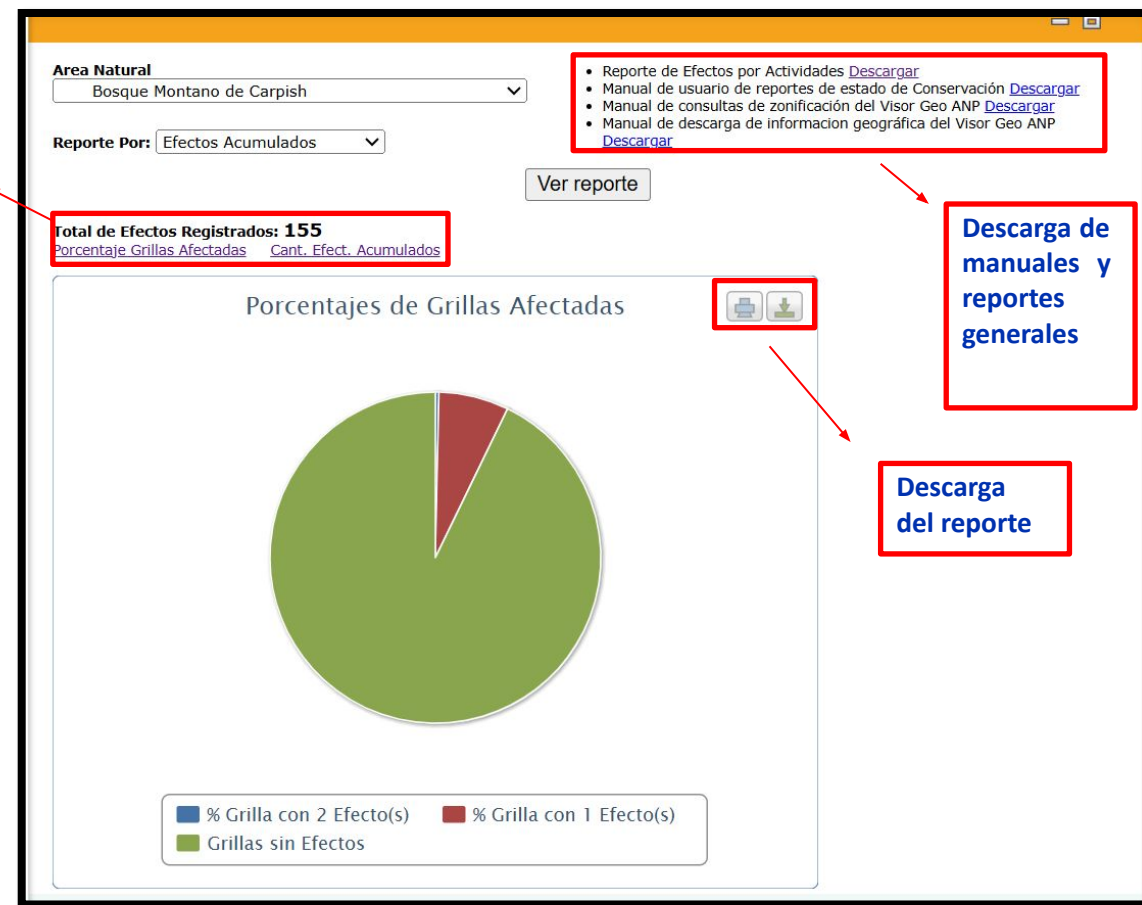 Area Natural
Bosque Montano de Carpish
Reporte Por: Efectos Acumulados
• Reporte de Efectos por Actividades Descargar
• Manual de usuario de reportes de estado de Conservación Descargar
• Manual de consultas de zonificación del Visor Geo ANP Descargar
• Manual de descarga de informacion geográfica del Visor Geo ANP
Descargar
Ver reporte
Total de Efectos Registrados: 155
Porcentaje Grillas Afectadas Cant. Efect. Acumulados
Descarga de
manuales y
reportes
generales
Porcentajes de Grillas Afectadas
Descarga
del reporte
% Grilla con 2 Efecto(s) % Grilla con 1 Efecto(s)
Grillas sin Efectos